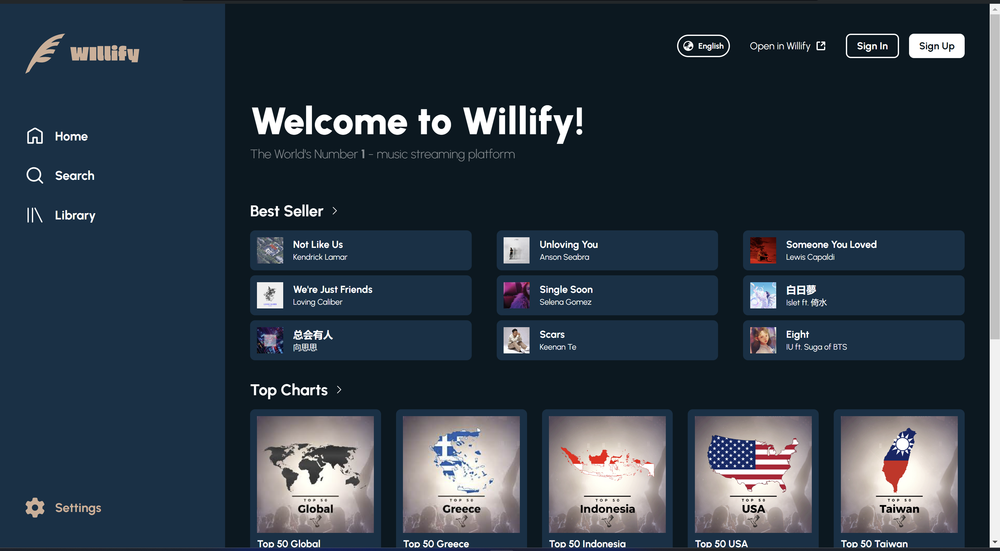 Willify
English
Open in Willify
Sign In
Sign Up
Home
Search
Library
Settings
Welcome to Willify!
The World's Number 1 - music streaming platform
Best Seller
Not Like Us
Kendrick Lamar
Unloving You
Anson Seabra
Someone You Loved
Lewis Capaldi
We're Just Friends
Loving Caliber
LOVING CALIBER
Single Soon
Selena Gomez
白日夢
Islet ft. 倚水
总会有人
向思思
Scars
Keenan Te
Eight
IU ft. Suga of BTS
Top Charts
TOP 50
Global
TOP 50
Greece
TOP 50
Indonesia
TOP 50
USA
TOP 50
Taiwan
Top 50 Global
Top 50 Greece
Top 50 Indonesia
Top 50 USA
Top 50 Taiwan